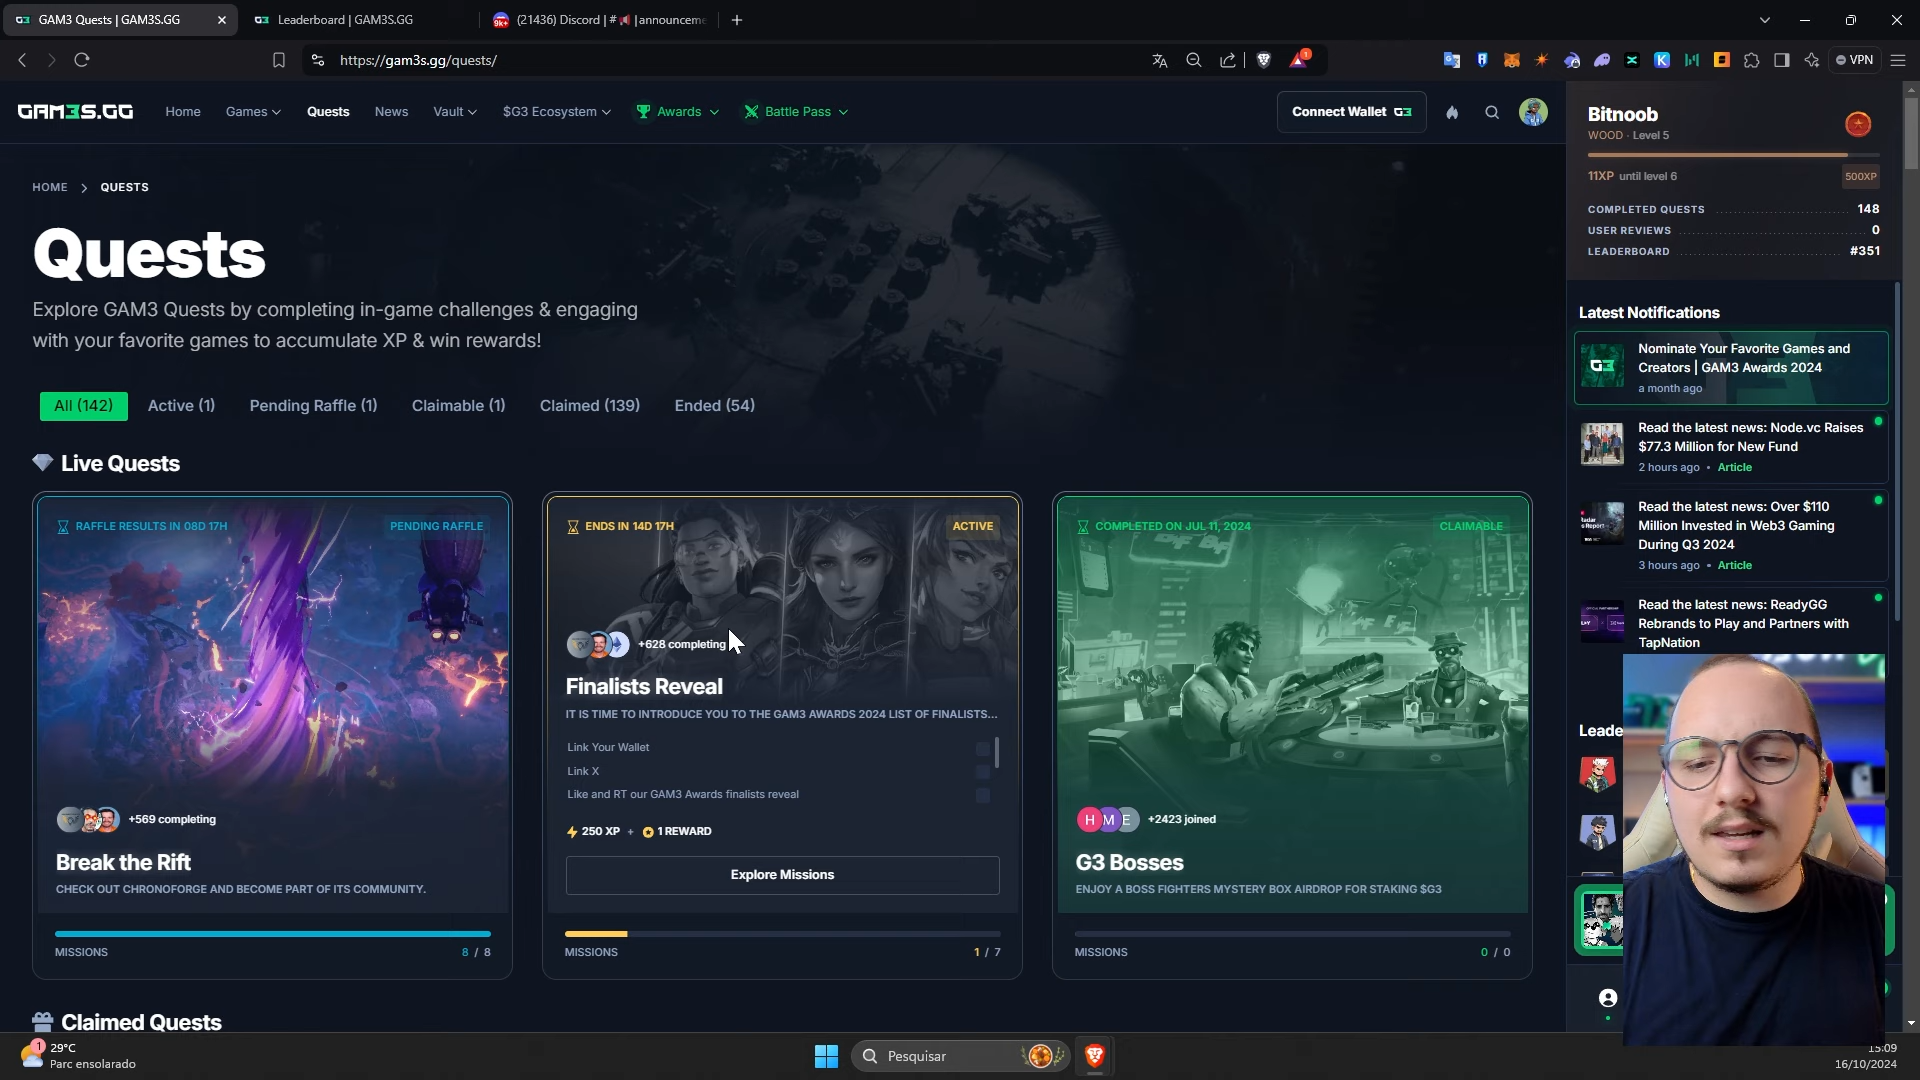 GAM3 Quests | GAM3S.GG
Leaderboard | GAM3S.GG
(21436) Discord | # | announceme
https://gam3s.gg/quests/
1
VPN
GAM3S.GG
Home
Games
Quests
News
Vault
$G3 Ecosystem
Awards
Battle Pass
Connect Wallet G3
HOME > QUESTS
Quests
Explore GAM3 Quests by completing in-game challenges & engaging
with your favorite games to accumulate XP & win rewards!
All (142)
Active (1)
Pending Raffle (1)
Claimable (1)
Claimed (139)
Ended (54)
Live Quests
RAFFLE RESULTS IN 08D 17H
PENDING RAFFLE
+569 completing
Break the Rift
CHECK OUT CHRONOFORGE AND BECOME PART OF ITS COMMUNITY.
MISSIONS
8 / 8
ENDS IN 14D 17H
ACTIVE
+628 completing
Finalists Reveal
IT IS TIME TO INTRODUCE YOU TO THE GAM3 AWARDS 2024 LIST OF FINALISTS...
Link Your Wallet
Link X
Like and RT our GAM3 Awards finalists reveal
250 XP + 1 REWARD
Explore Missions
MISSIONS
1 / 7
COMPLETED ON JUL 11, 2024
CLAIMABLE
H M E
+2423 joined
G3 Bosses
ENJOY A BOSS FIGHTERS MYSTERY BOX AIRDROP FOR STAKING $G3
MISSIONS
0 / 0
Claimed Quests
Bitnoob
WOOD · Level 5
11XP until level 6
500XP
COMPLETED QUESTS 148
USER REVIEWS 0
LEADERBOARD #351
Latest Notifications
G3
Nominate Your Favorite Games and
Creators | GAM3 Awards 2024
a month ago
Read the latest news: Node.vc Raises
$77.3 Million for New Fund
2 hours ago • Article
Read the latest news: Over $110
Million Invested in Web3 Gaming
During Q3 2024
3 hours ago • Article
Read the latest news: ReadyGG
Rebrands to Play and Partners with
TapNation
Leade
1
29°C
Parc ensolarado
Pesquisar
15:09
16/10/2024